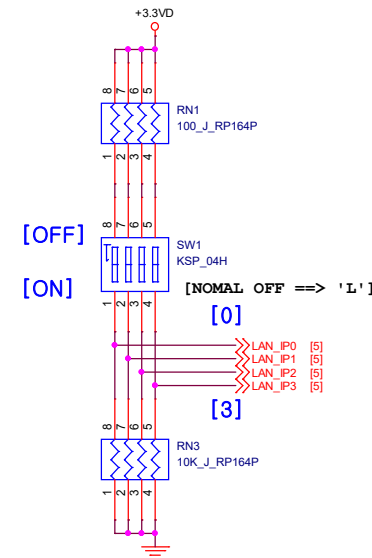 +3.3VD
8 7 6 5
RN1
100_J_RP164P
1 2 3 4
8 7 6 5
[OFF]
SW1
KSP_04H
[ON]
[NOMAL OFF ==> 'L']
1 2 3 4
[0]
LAN_IP0 [5]
LAN_IP1 [5]
LAN_IP2 [5]
LAN_IP3 [5]
[3]
8 7 6 5
RN3
10K_J_RP164P
1 2 3 4